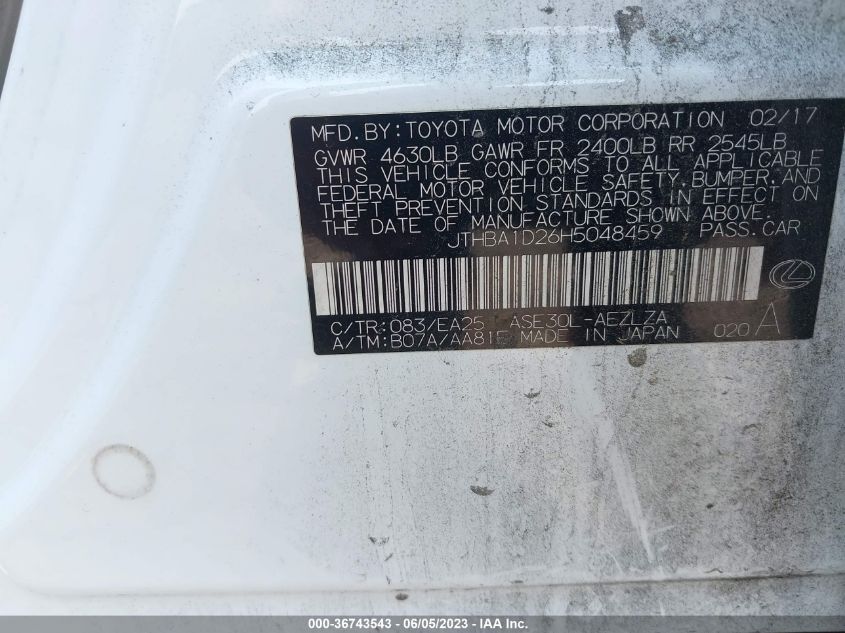 MFD.BY:TOYOTA MOTOR CORPORATION 02/17
GVWR 4630LB GAWR FR 2400LB RR 2545LB
THIS VEHICLE CONFORMS TO ALL APPLICABLE
FEDERAL MOTOR VEHICLE SAFETY,BUMPER,AND
THEFT PREVENTION STANDARDS IN EFFECT ON
THE DATE OF MANUFACTURE SHOWN ABOVE.
JTHBA1D26H5048459 PASS.CAR
C/TR:083/EA25 ASE30L-AEZLZA
A/TM:B07A/AA81E MADE IN JAPAN 020A
000-36743543 - 06/05/2023 - IAA Inc.